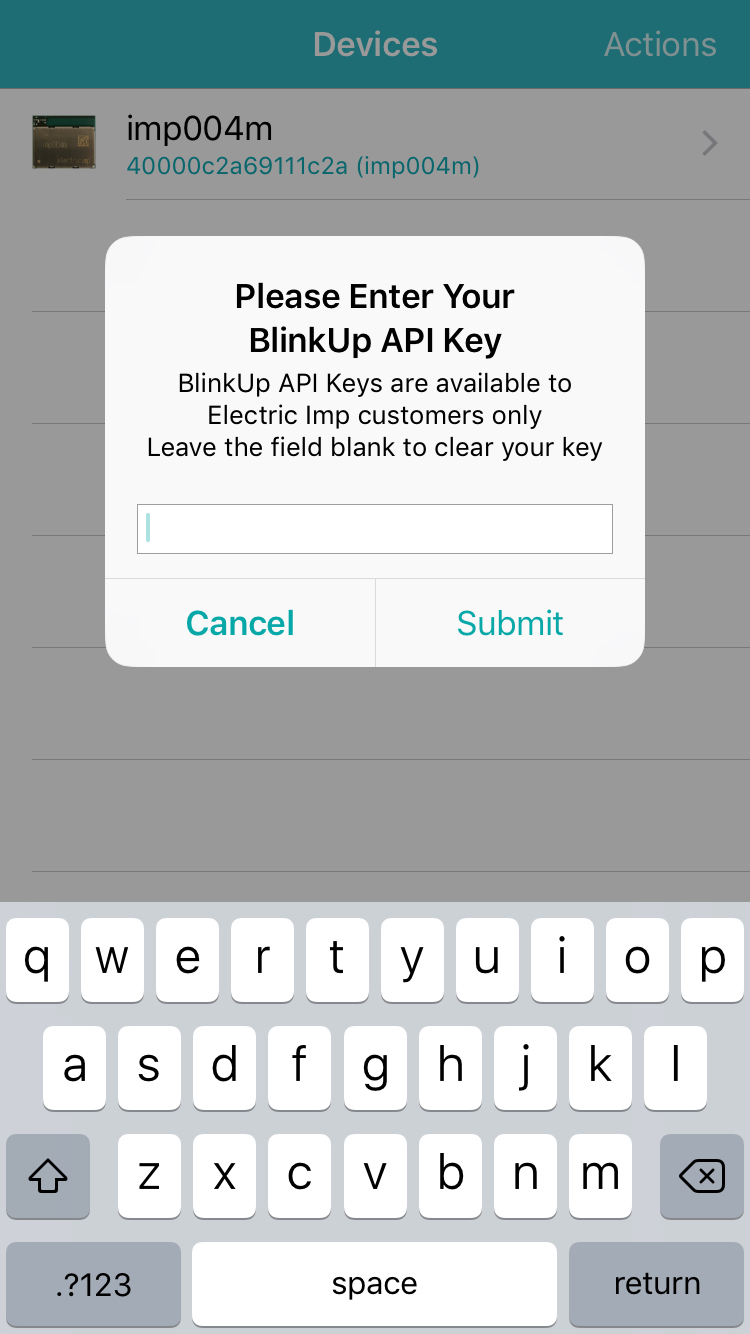 Devices
Actions
imp004m
40000c2a69111c2a (imp004m)
Please Enter Your
BlinkUp API Key
BlinkUp API Keys are available to
Electric Imp customers only
Leave the field blank to clear your key
Cancel
Submit
q w e r t y u i o p
a s d f g h j k l
z x c v b n m
.?123 space return